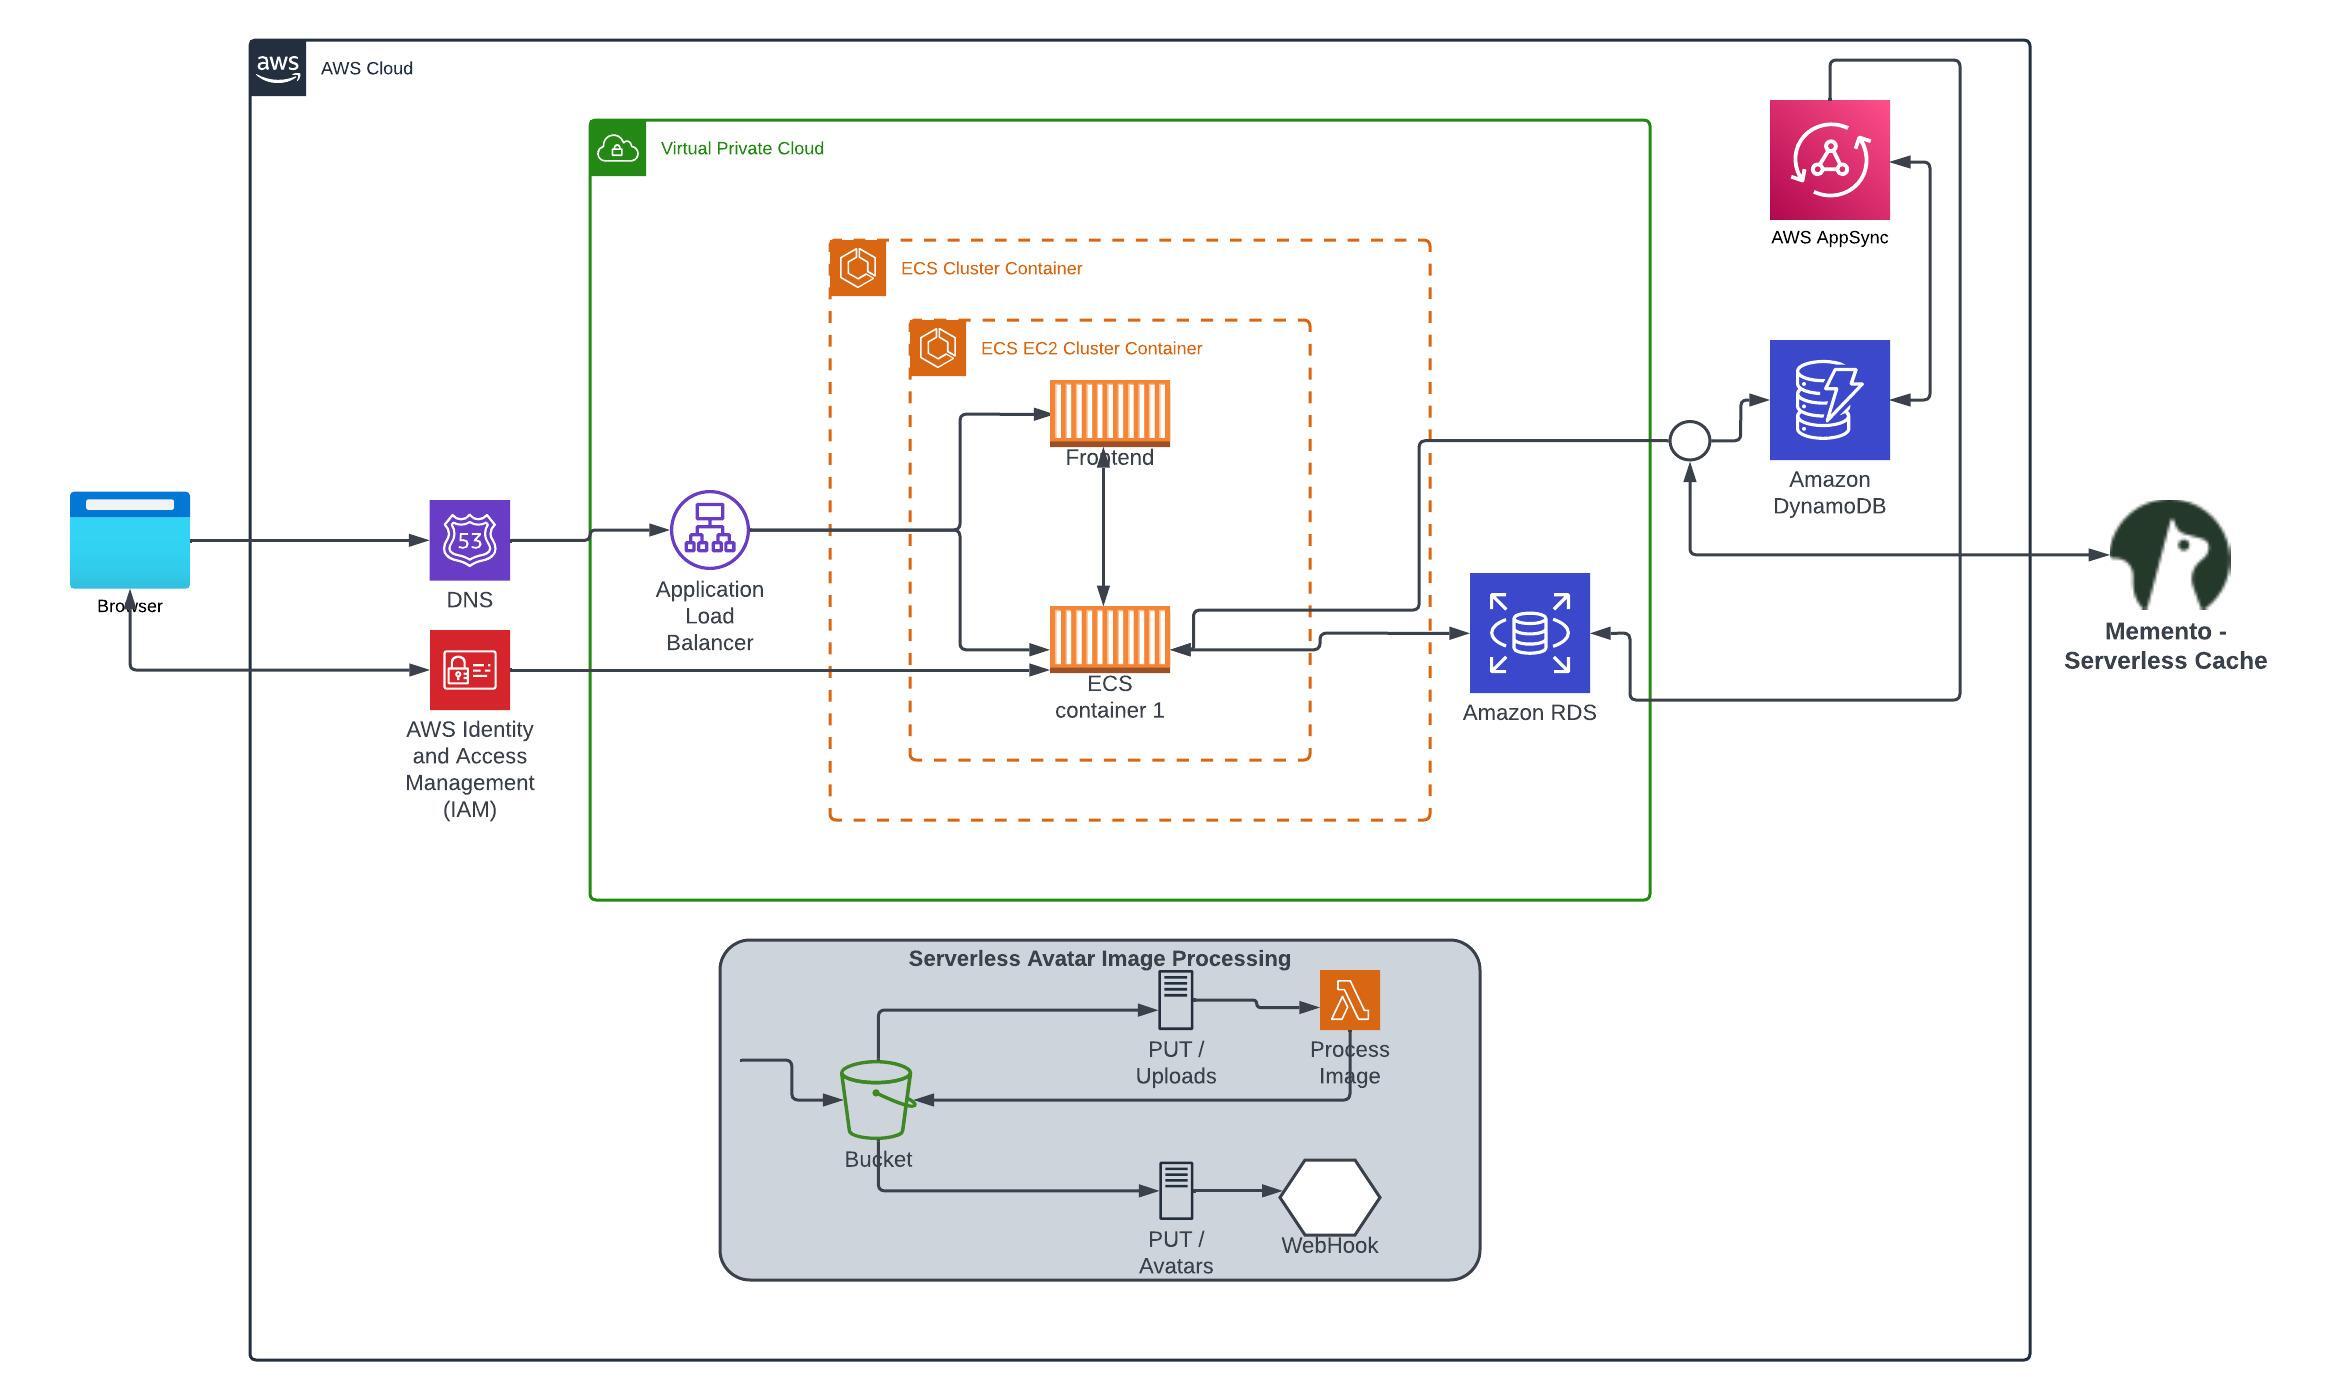 aws
AWS Cloud
Virtual Private Cloud
AWS AppSync
ECS Cluster Container
ECS EC2 Cluster Container
Frontend
Amazon
DynamoDB
Browser
53
DNS
Application
Load
Balancer
Memento -
Serverless Cache
ECS
container 1
Amazon RDS
AWS Identity
and Access
Management
(IAM)
Serverless Avatar Image Processing
PUT /
Uploads
Process
Image
Bucket
PUT /
Avatars
WebHook